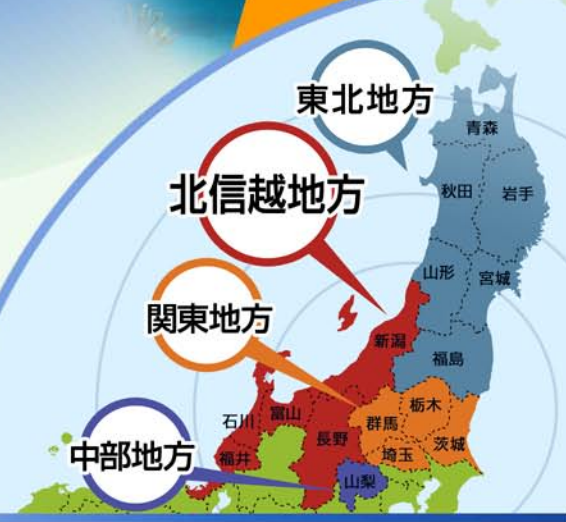 東北地方
青森
北信越地方
秋田
岩手
山形
宮城
関東地方
新潟
福島
栃木
石川
富山
群馬
長野
茨城
中部地方
福井
埼玉
山梨